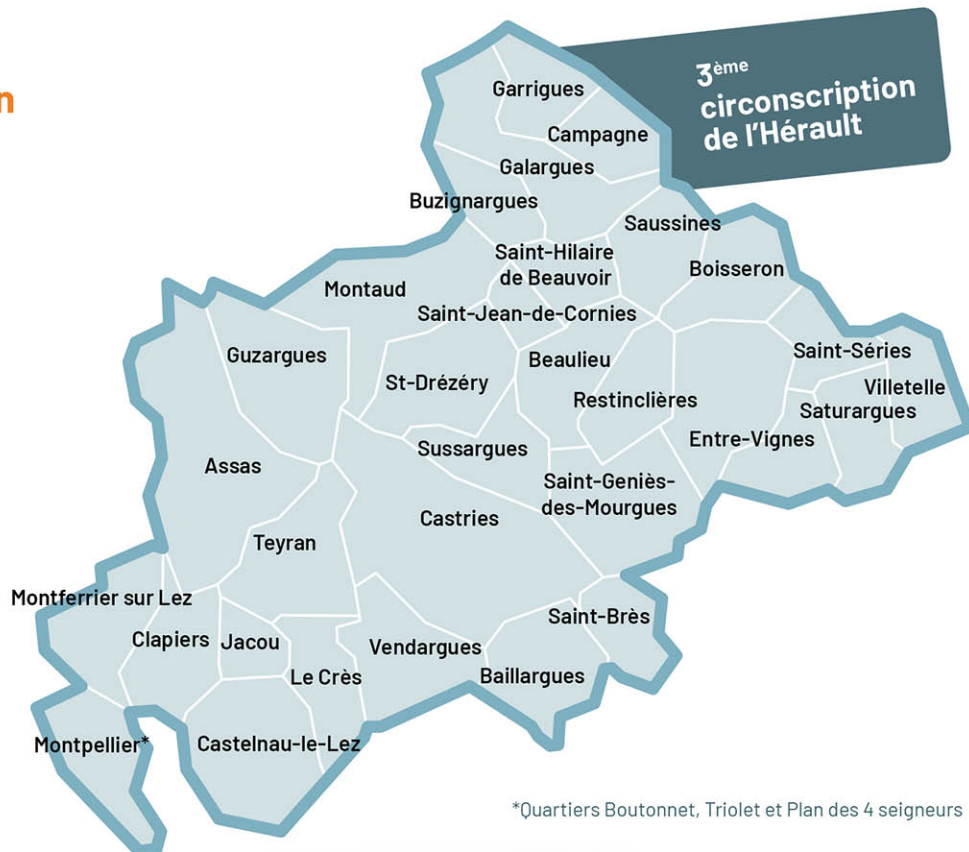 n
3ème
circonscription
de l'Hérault
Garrigues
Campagne
Galargues
Buzignargues
Saussines
Saint-Hilaire
de Beauvoir
Boisseron
Montaud
Saint-Jean-de-Cornies
Guzargues
Beaulieu
Saint-Séries
St-Drézéry
Villetelle
Restinclières
Saturargues
Entre-Vignes
Sussargues
Assas
Saint-Geniès-
des-Mourgues
Castries
Teyran
Montferrier sur Lez
Saint-Brès
Clapiers
Jacou
Vendargues
Le Crès
Baillargues
Montpellier*
Castelnau-le-Lez
*Quartiers Boutonnet, Triolet et Plan des 4 seigneurs